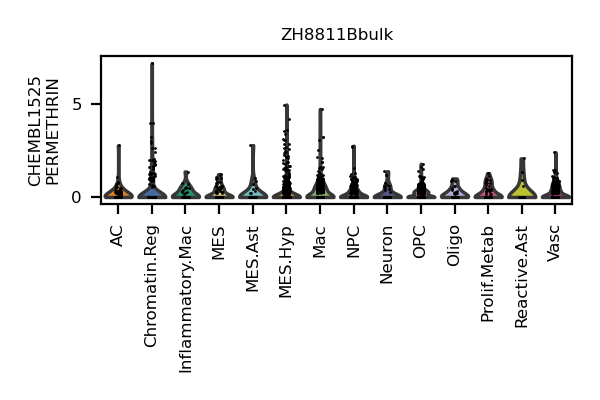 ZH8811Bbulk
CHEMBL1525
PERMETHRIN
5
0
AC
Chromatin.Reg
Inflammatory.Mac
MES
MES.Ast
MES.Hyp
Mac
NPC
Neuron
OPC
Oligo
Prolif.Metab
Reactive.Ast
Vasc